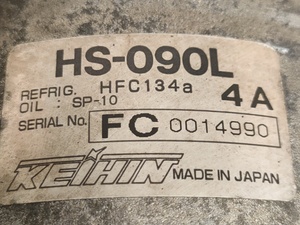 HS-090L
REFRIG. HFC134a 4A
OIL : SP-10
SERIAL No. FC 0014990
KEIHIN MADE IN JAPAN